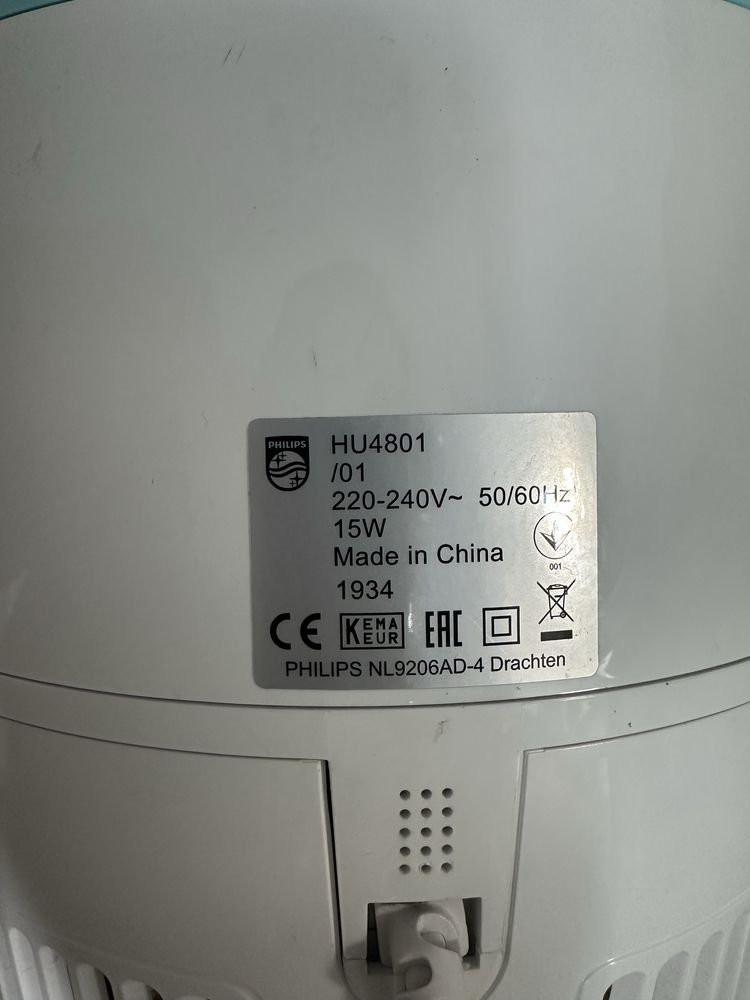 PHILIPS
HU4801
/01
220-240V~ 50/60Hz
15W
Made in China
001
1934
CE KEMA EUR EAC
PHILIPS NL9206AD-4 Drachten